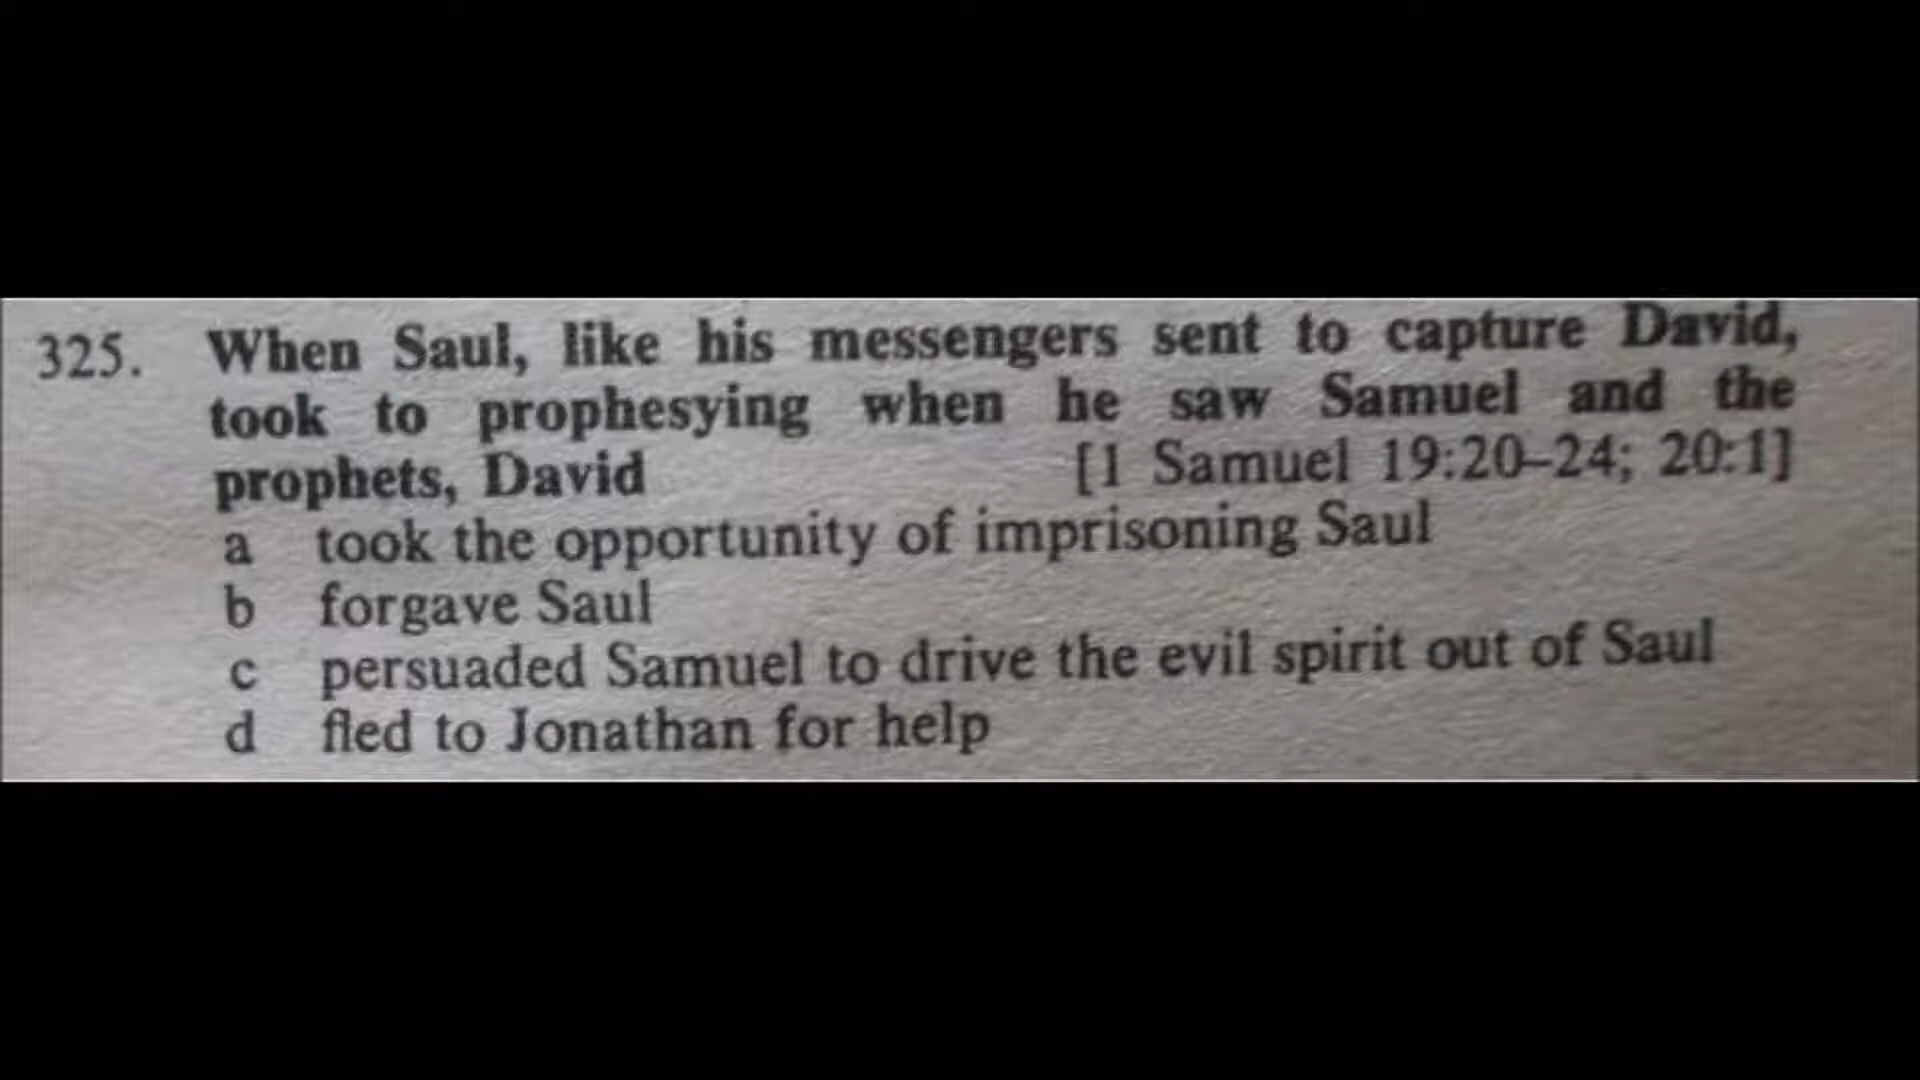 325. When Saul, like his messengers sent to capture David,
took to prophesying when he saw Samuel and the
prophets, David [1 Samuel 19:20–24; 20:1]
a took the opportunity of imprisoning Saul
b forgave Saul
c persuaded Samuel to drive the evil spirit out of Saul
d fled to Jonathan for help